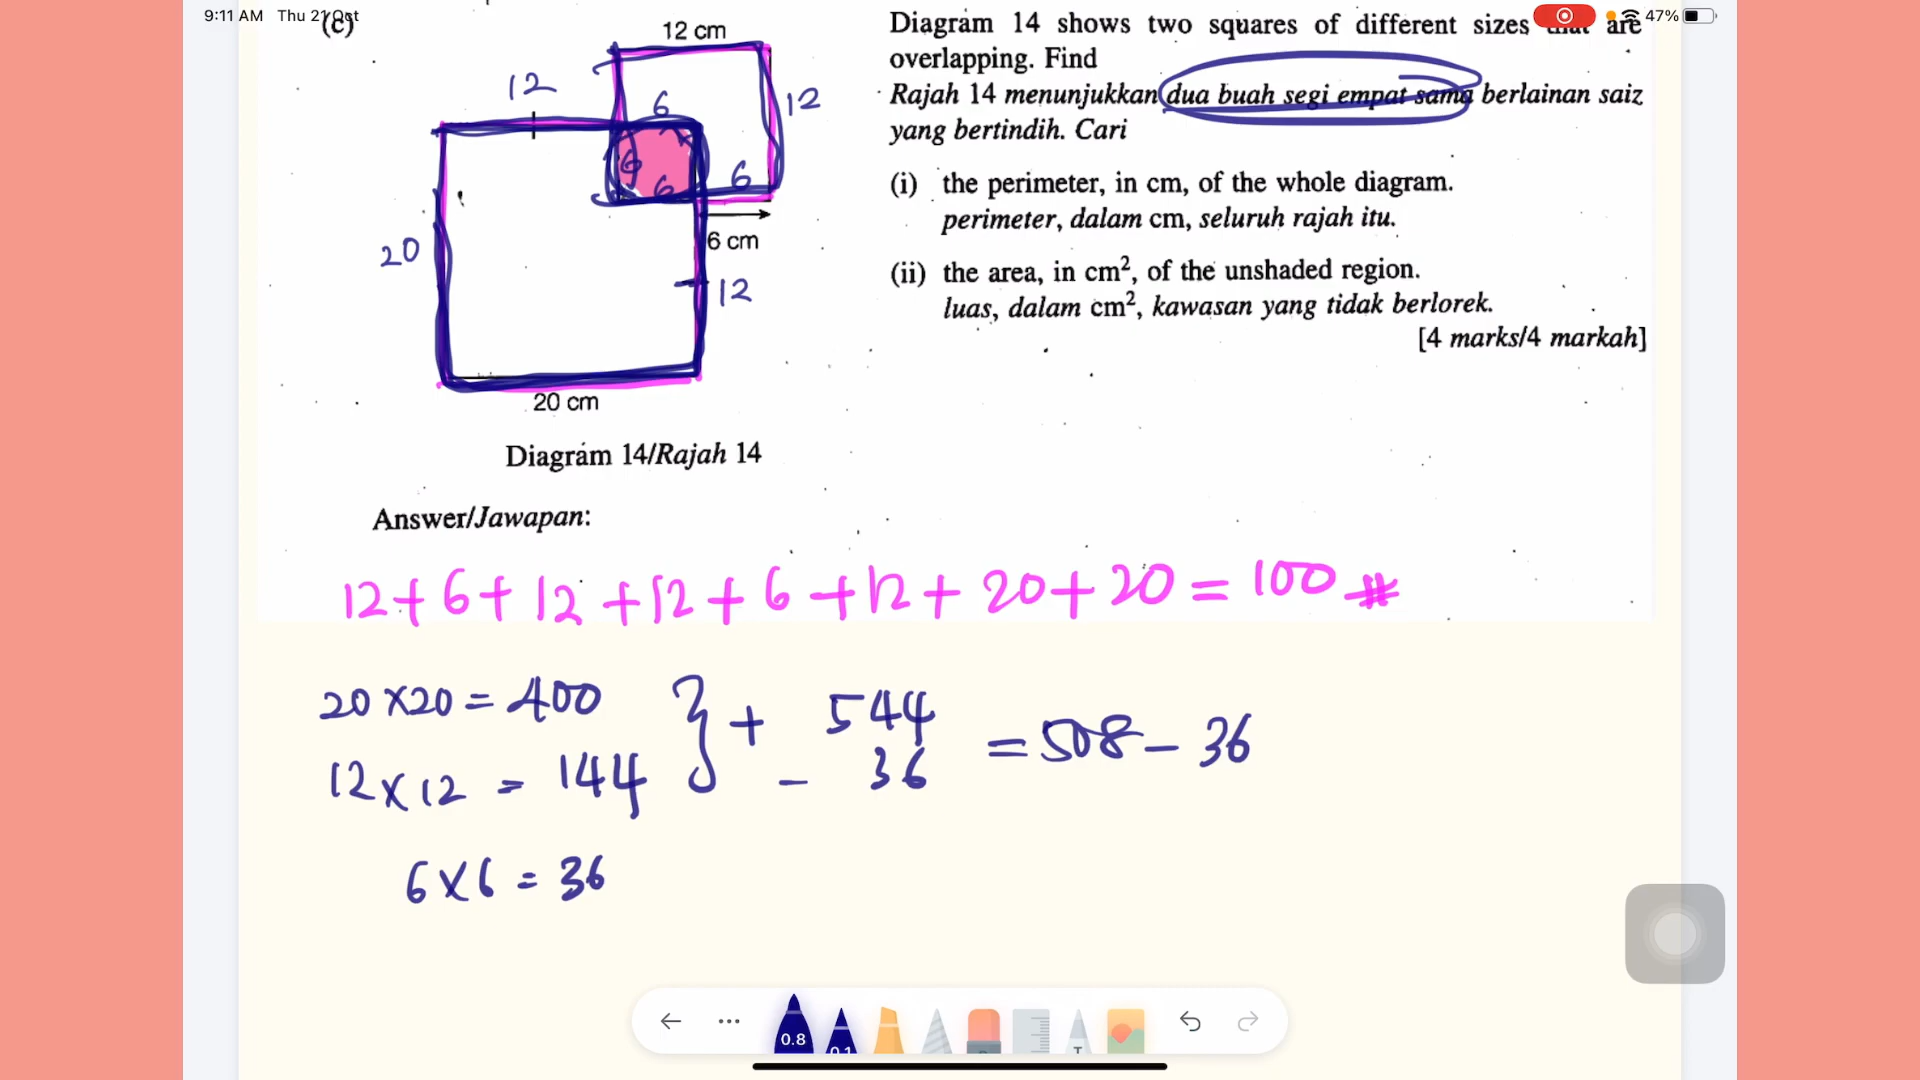 9:11 AM Thu 21 Oct
47%
(c)
12 cm
12
12
6
6
6
6
20
6 cm
12
20 cm
Diagram 14/Rajah 14
Diagram 14 shows two squares of different sizes that are
overlapping. Find
Rajah 14 menunjukkan dua buah segi empat sama berlainan saiz
yang bertindih. Cari
(i) the perimeter, in cm, of the whole diagram.
perimeter, dalam cm, seluruh rajah itu.
(ii) the area, in cm², of the unshaded region.
luas, dalam cm², kawasan yang tidak berlorek.
[4 marks/4 markah]
Answer/Jawapan:
12+6+12+12+6+12+20+20=100#
20×20=400 } + 544 = 508 - 36
12×12 = 144 - 36
6×6 = 36
0.8
0.1
T